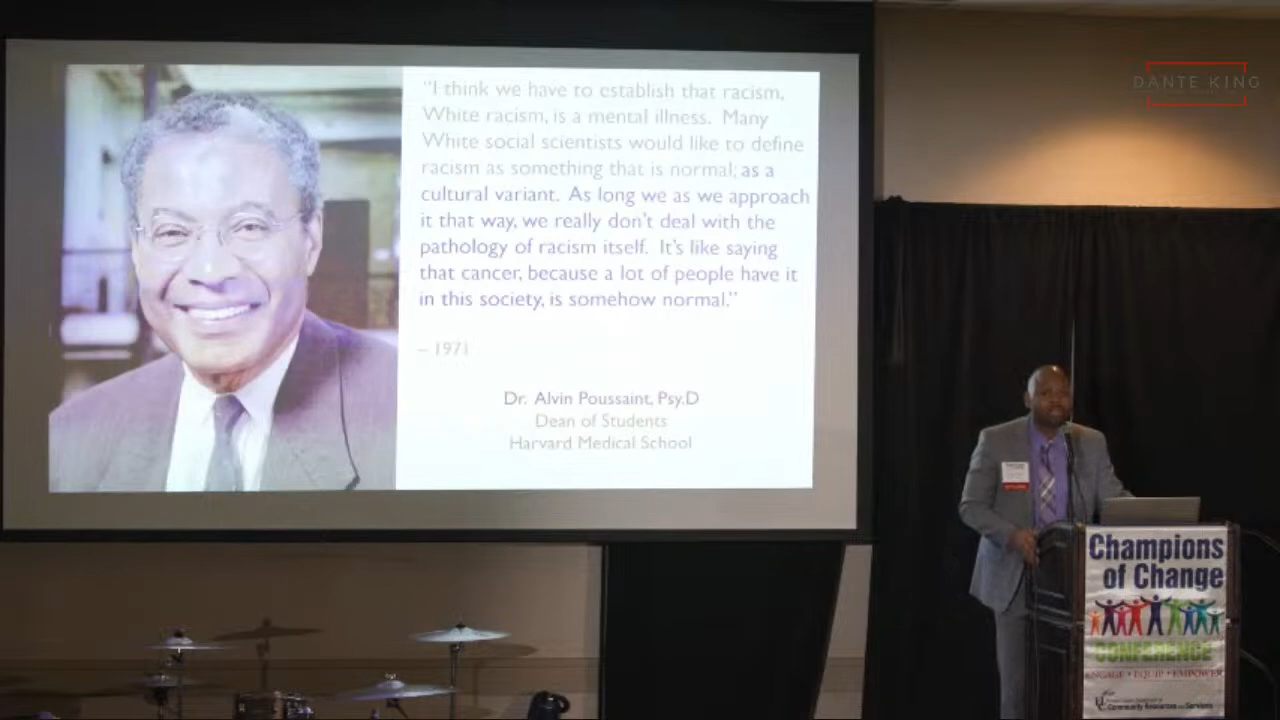 DANTE KING
“I think we have to establish that racism,
White racism, is a mental illness. Many
White social scientists would like to define
racism as something that is normal; as a
cultural variant. As long we as we approach
it that way, we really don’t deal with the
pathology of racism itself. It’s like saying
that cancer, because a lot of people have it
in this society, is somehow normal.”
– 1971
Dr. Alvin Poussaint, Psy.D
Dean of Students
Harvard Medical School
Champions
of Change
CONFERENCE
ENGAGE • EQUIP • EMPOWER
Community Resources and Services